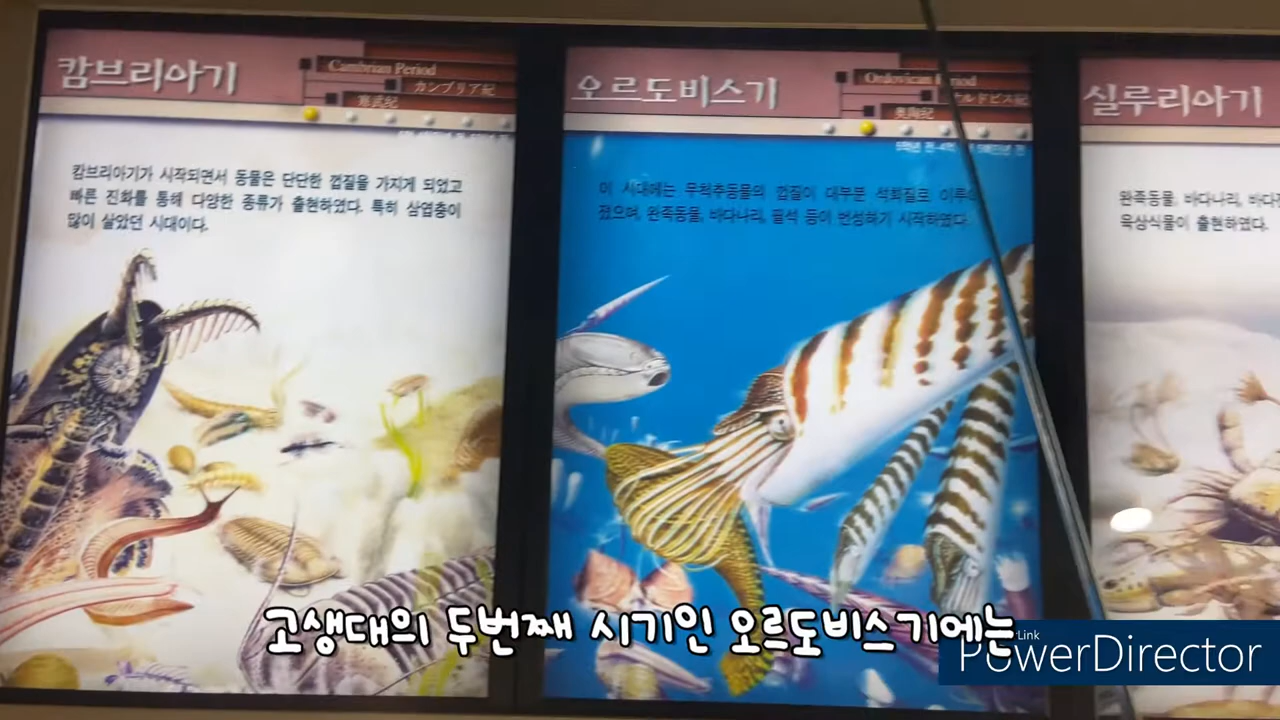 캄브리아기
Cambrian Period
カンブリア紀
寒武紀
캄브리아기가 시작되면서 동물은 단단한 껍질을 가지게 되었고
빠른 진화를 통해 다양한 종류가 출현하였다. 특히 삼엽충이
많이 살았던 시대이다.
오르도비스기
Ordovician
ルドビス紀
奥陶纪
이 시대에는 무척추동물의 껍질이 대부분 석회질로 이루어
졌으며, 완족동물, 바다나리, 필석 등이 번성하기 시작하였다.
실루리아기
완족동물, 바다나리,
육상식물이 출현하였다.
고생대의 두번째 시기인 오르도비스기에는
Link
PowerDirector